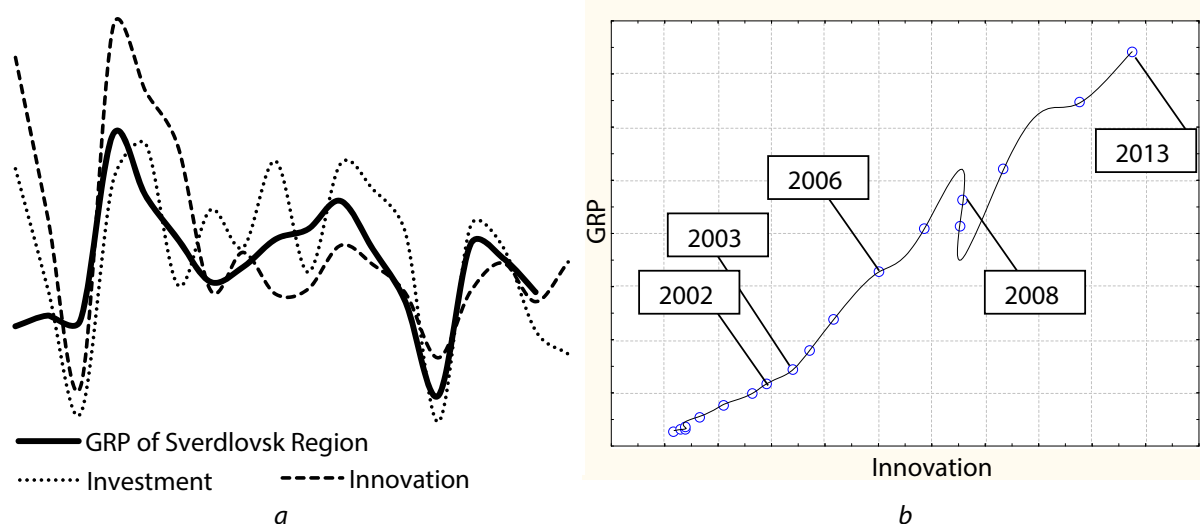 GRP of Sverdlovsk Region
Investment
Innovation
a
GRP
2013
2006
2003
2002
2008
Innovation
b